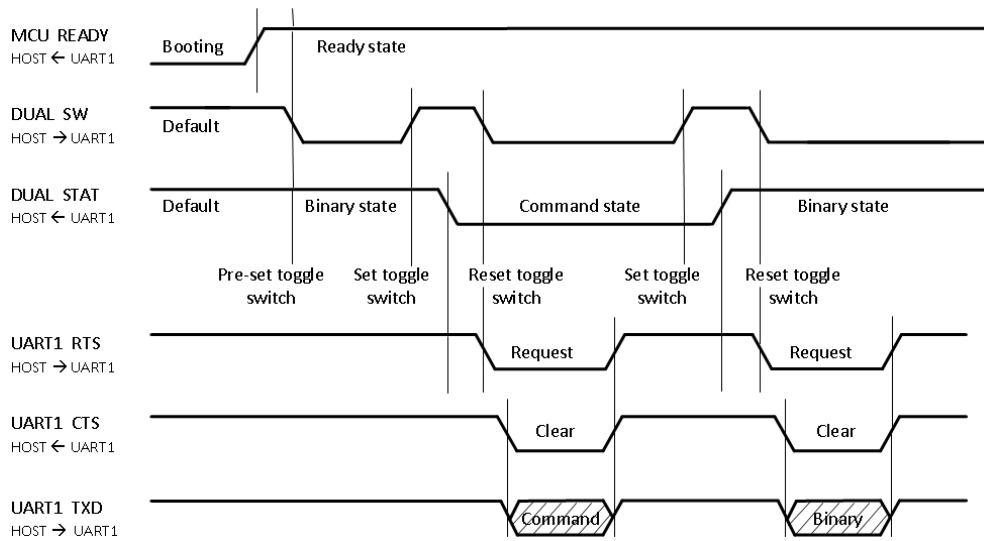 MCU READY
HOST ← UART1
Booting
Ready state
DUAL SW
HOST → UART1
Default
DUAL STAT
HOST ← UART1
Default
Binary state
Command state
Binary state
Pre-set toggle
switch
Set toggle
switch
Reset toggle
switch
Set toggle
switch
Reset toggle
switch
UART1 RTS
HOST → UART1
Request
Request
UART1 CTS
HOST ← UART1
Clear
Clear
UART1 TXD
HOST → UART1
Command
Binary